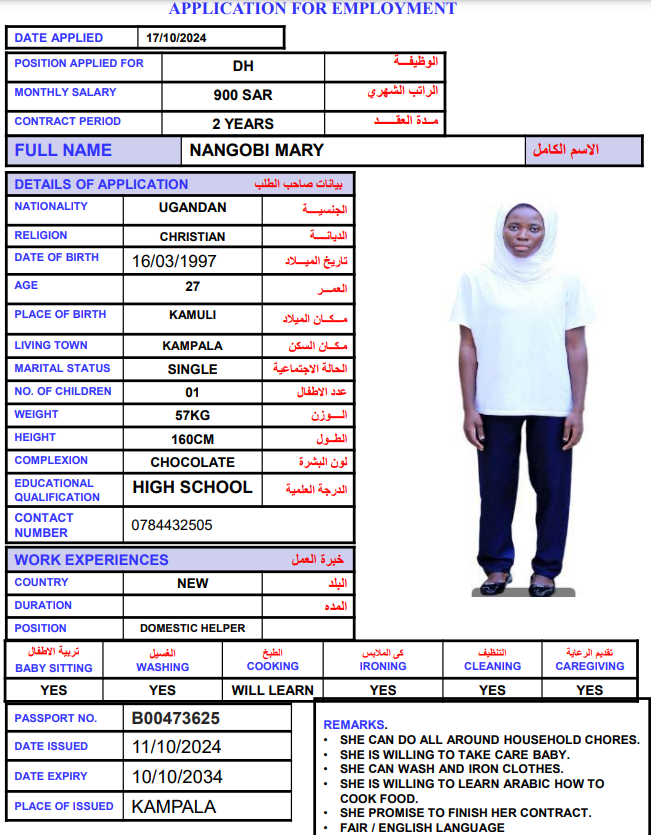 APPLICATION FOR EMPLOYMENT
DATE APPLIED 17/10/2024
POSITION APPLIED FOR DH الوظيفـــة
MONTHLY SALARY 900 SAR الراتب الشهري
CONTRACT PERIOD 2 YEARS مـدة العقــــد
FULL NAME NANGOBI MARY الاسم الكامل
DETAILS OF APPLICATION بيانات صاحب الطلب
NATIONALITY UGANDAN الجنسيـــة
RELIGION CHRISTIAN الديانـــة
DATE OF BIRTH 16/03/1997 تاريخ الميـــلاد
AGE 27 العمـــر
PLACE OF BIRTH KAMULI مـكــان الميلاد
LIVING TOWN KAMPALA مـكـان السكن
MARITAL STATUS SINGLE الحالة الاجتماعية
NO. OF CHILDREN 01 عدد الاطفال
WEIGHT 57KG الــوزن
HEIGHT 160CM الطــول
COMPLEXION CHOCOLATE لون البشرة
EDUCATIONAL QUALIFICATION HIGH SCHOOL الدرجة العلمية
CONTACT NUMBER 0784432505
WORK EXPERIENCES خبرة العمل
COUNTRY NEW البلد
DURATION المده
POSITION DOMESTIC HELPER
تربية الاطفال الغسيل الطبخ كي الملابس التنظيف تقديم الرعاية
BABY SITTING WASHING COOKING IRONING CLEANING CAREGIVING
YES YES WILL LEARN YES YES YES
PASSPORT NO. B00473625
DATE ISSUED 11/10/2024
DATE EXPIRY 10/10/2034
PLACE OF ISSUED KAMPALA
REMARKS.
• SHE CAN DO ALL AROUND HOUSEHOLD CHORES.
• SHE IS WILLING TO TAKE CARE BABY.
• SHE CAN WASH AND IRON CLOTHES.
• SHE IS WILLING TO LEARN ARABIC HOW TO
COOK FOOD.
• SHE PROMISE TO FINISH HER CONTRACT.
• FAIR / ENGLISH LANGUAGE